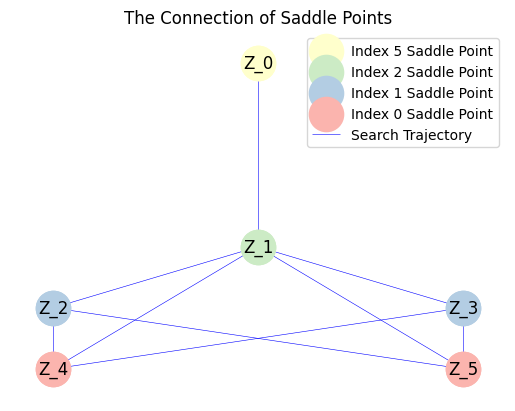 The Connection of Saddle Points
Z_0
Index 5 Saddle Point
Index 2 Saddle Point
Index 1 Saddle Point
Index 0 Saddle Point
Search Trajectory
Z_1
Z_2
Z_3
Z_4
Z_5